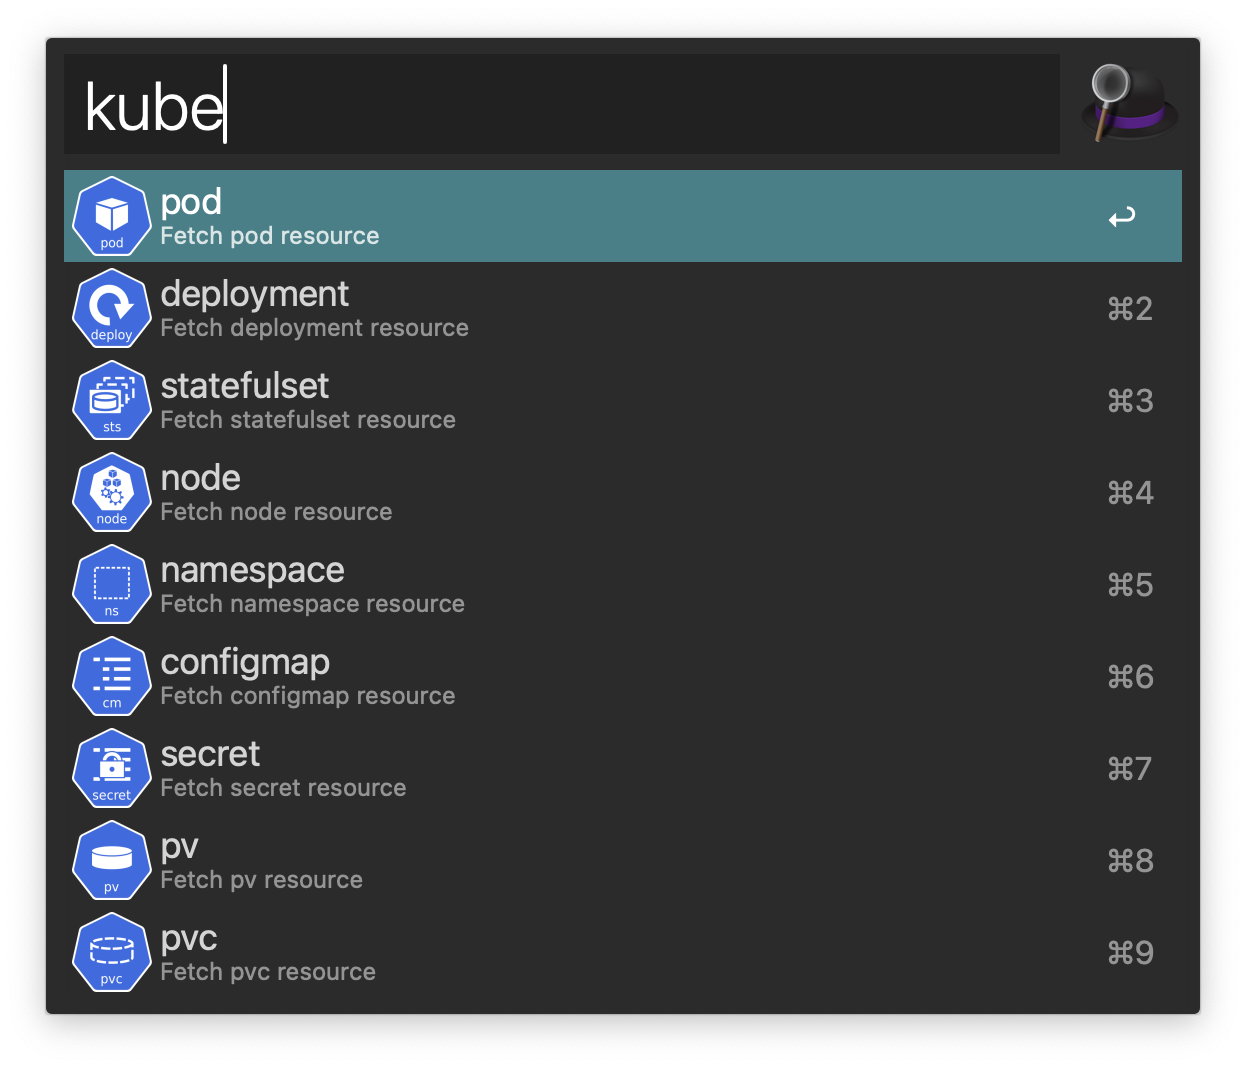 kube
pod
pod
Fetch pod resource
deploy
deployment
Fetch deployment resource
⌘2
sts
statefulset
Fetch statefulset resource
⌘3
node
node
Fetch node resource
⌘4
ns
namespace
Fetch namespace resource
⌘5
cm
configmap
Fetch configmap resource
⌘6
secret
secret
Fetch secret resource
⌘7
pv
pv
Fetch pv resource
⌘8
pvc
pvc
Fetch pvc resource
⌘9